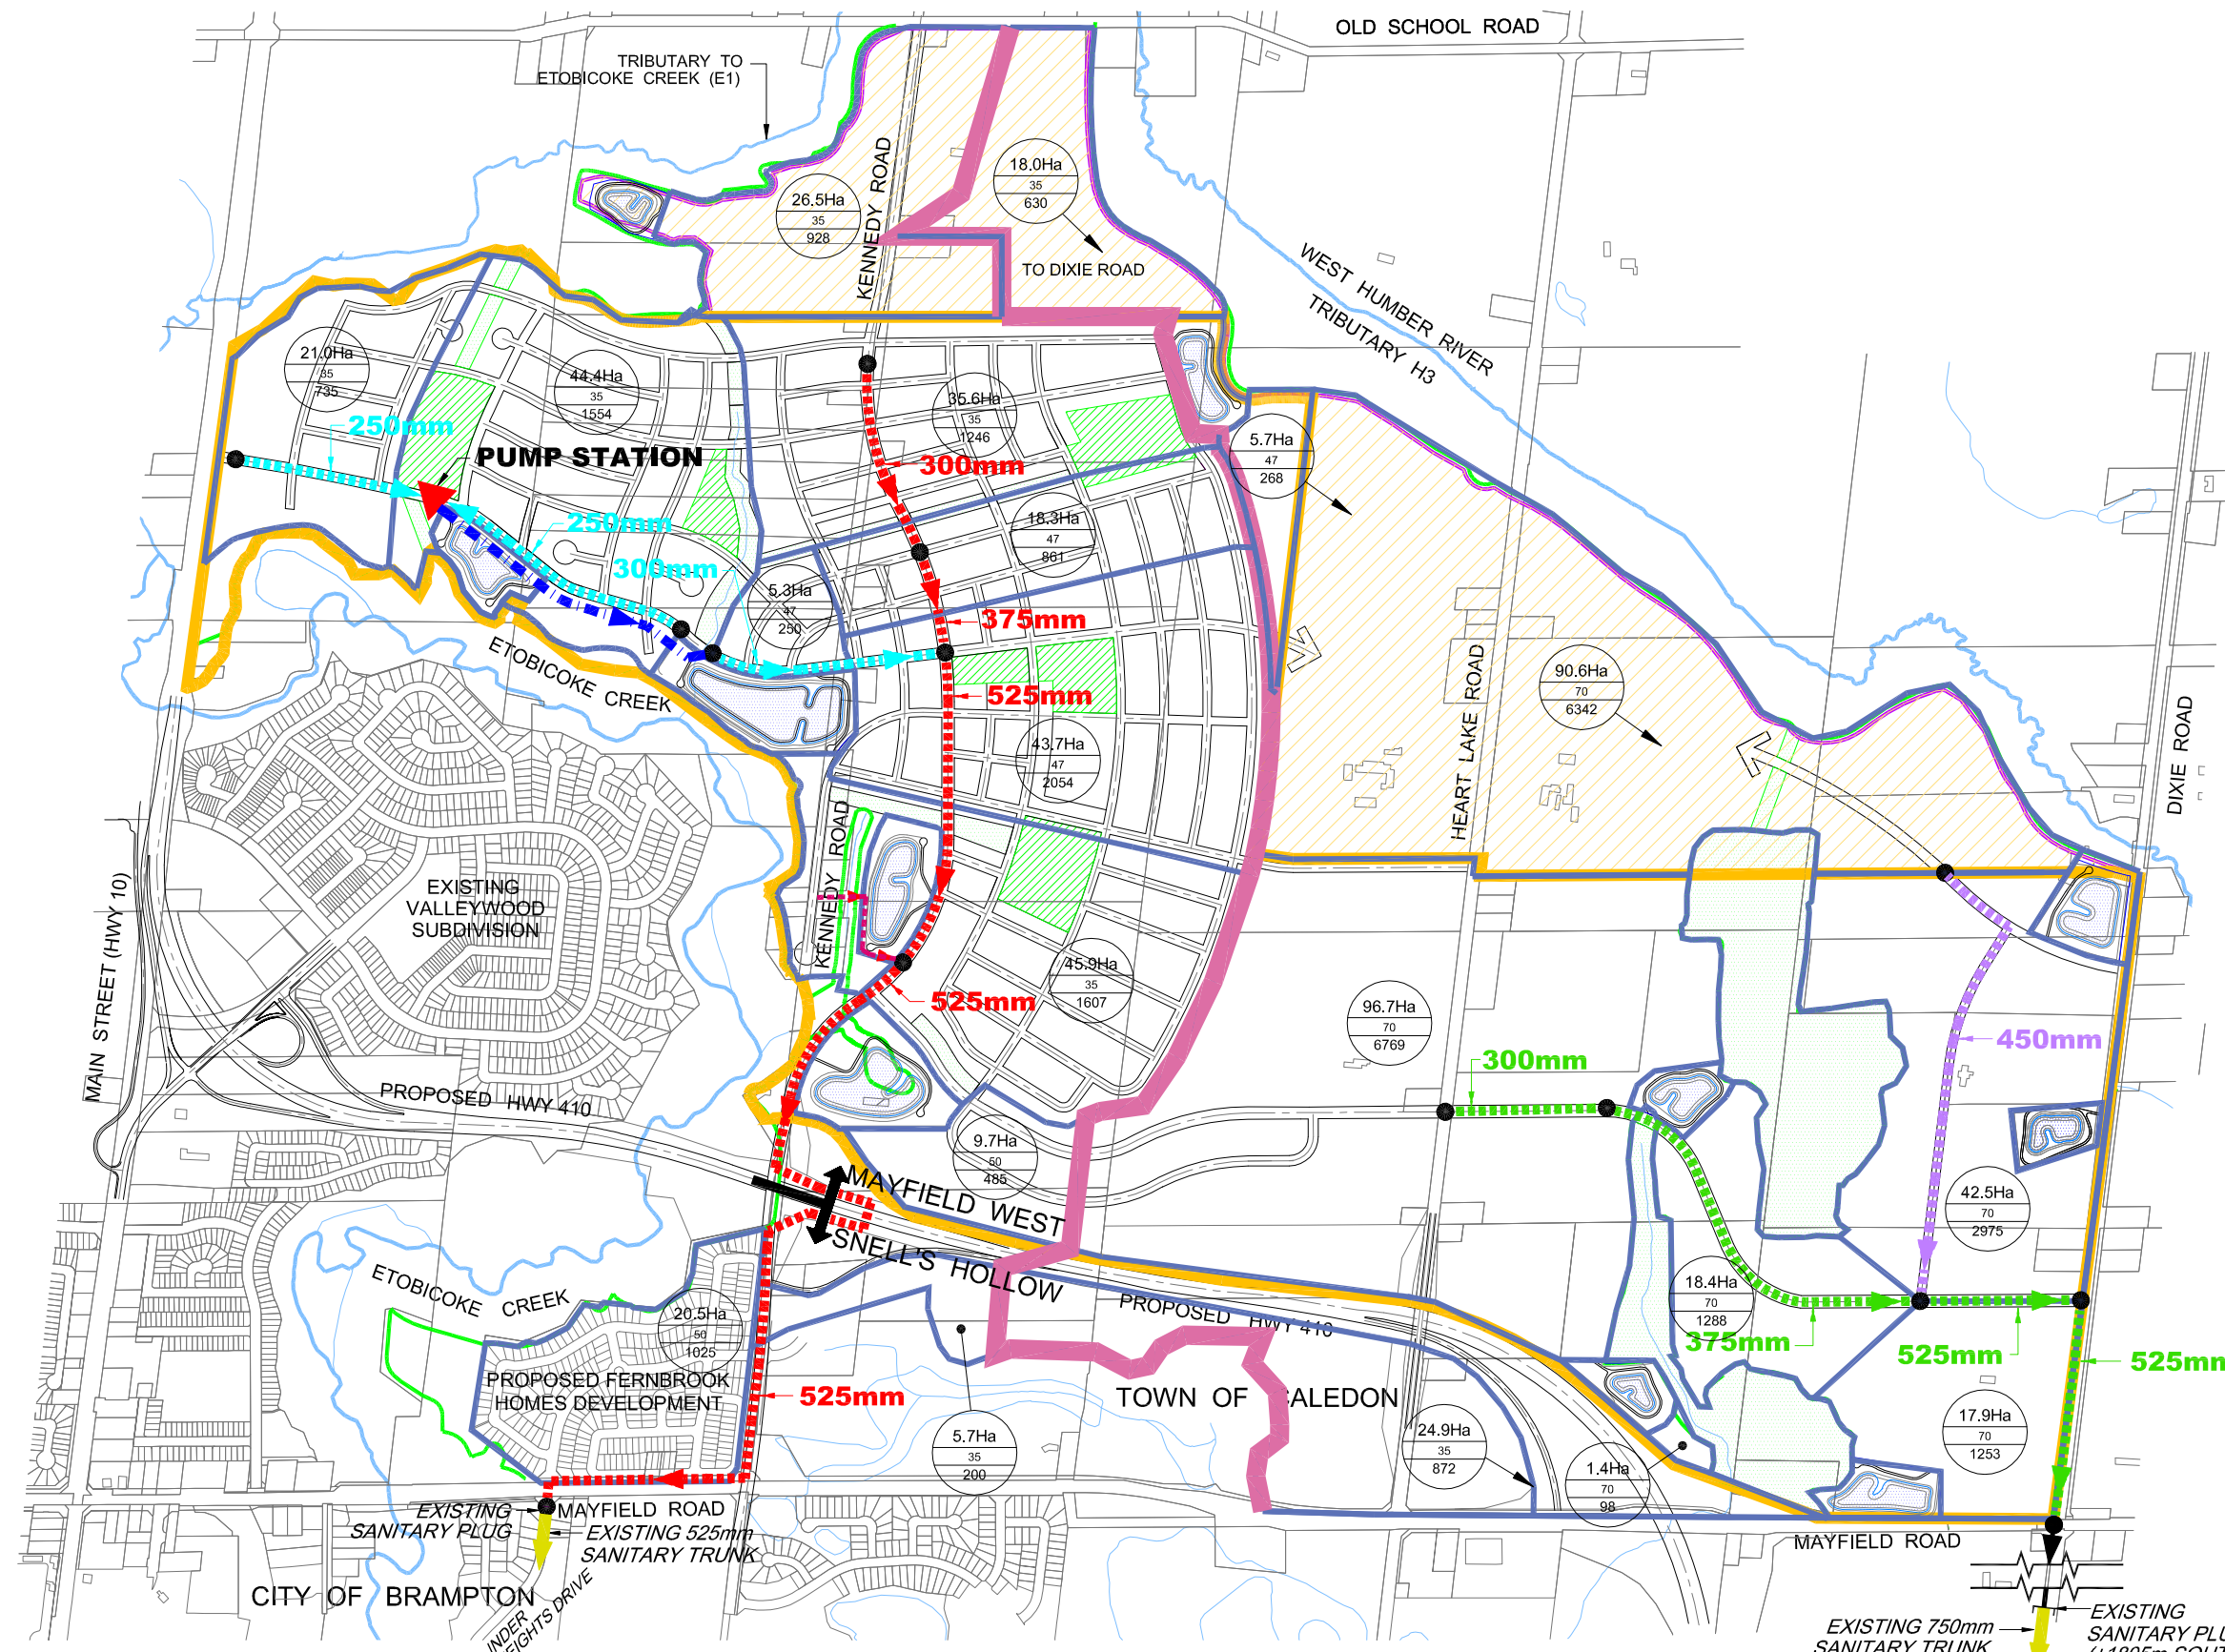 OLD SCHOOL ROAD
TRIBUTARY TO
ETOBICOKE CREEK (E1)
KENNEDY ROAD
18.0Ha
35
630
26.5Ha
35
928
TO DIXIE ROAD
WEST HUMBER RIVER
TRIBUTARY H3
21.0Ha
35
735
44.4Ha
35
1554
35.6Ha
35
1246
250mm
PUMP STATION
300mm
5.7Ha
47
268
250mm
18.3Ha
47
861
300mm
5.3Ha
47
250
375mm
ETOBICOKE CREEK
525mm
43.7Ha
47
2054
HEART LAKE ROAD
90.6Ha
70
6342
DIXIE ROAD
KENNEDY ROAD
EXISTING
VALLEYWOOD
SUBDIVISION
MAIN STREET (HWY 10)
45.9Ha
35
1607
525mm
96.7Ha
70
6769
300mm
450mm
PROPOSED HWY 410
9.7Ha
50
485
MAYFIELD WEST
SNELL'S HOLLOW
42.5Ha
70
2975
ETOBICOKE CREEK
20.5Ha
50
1025
PROPOSED HWY 410
18.4Ha
70
1288
375mm
525mm
525mm
PROPOSED FERNBROOK
HOMES DEVELOPMENT
525mm
TOWN OF CALEDON
5.7Ha
35
200
24.9Ha
35
872
1.4Ha
70
98
17.9Ha
70
1253
EXISTING
SANITARY PLUG
MAYFIELD ROAD
EXISTING 525mm
SANITARY TRUNK
MAYFIELD ROAD
CITY OF BRAMPTON
INDER
EIGHTS DRIVE
EXISTING 750mm
SANITARY TRUNK
EXISTING
SANITARY PLU